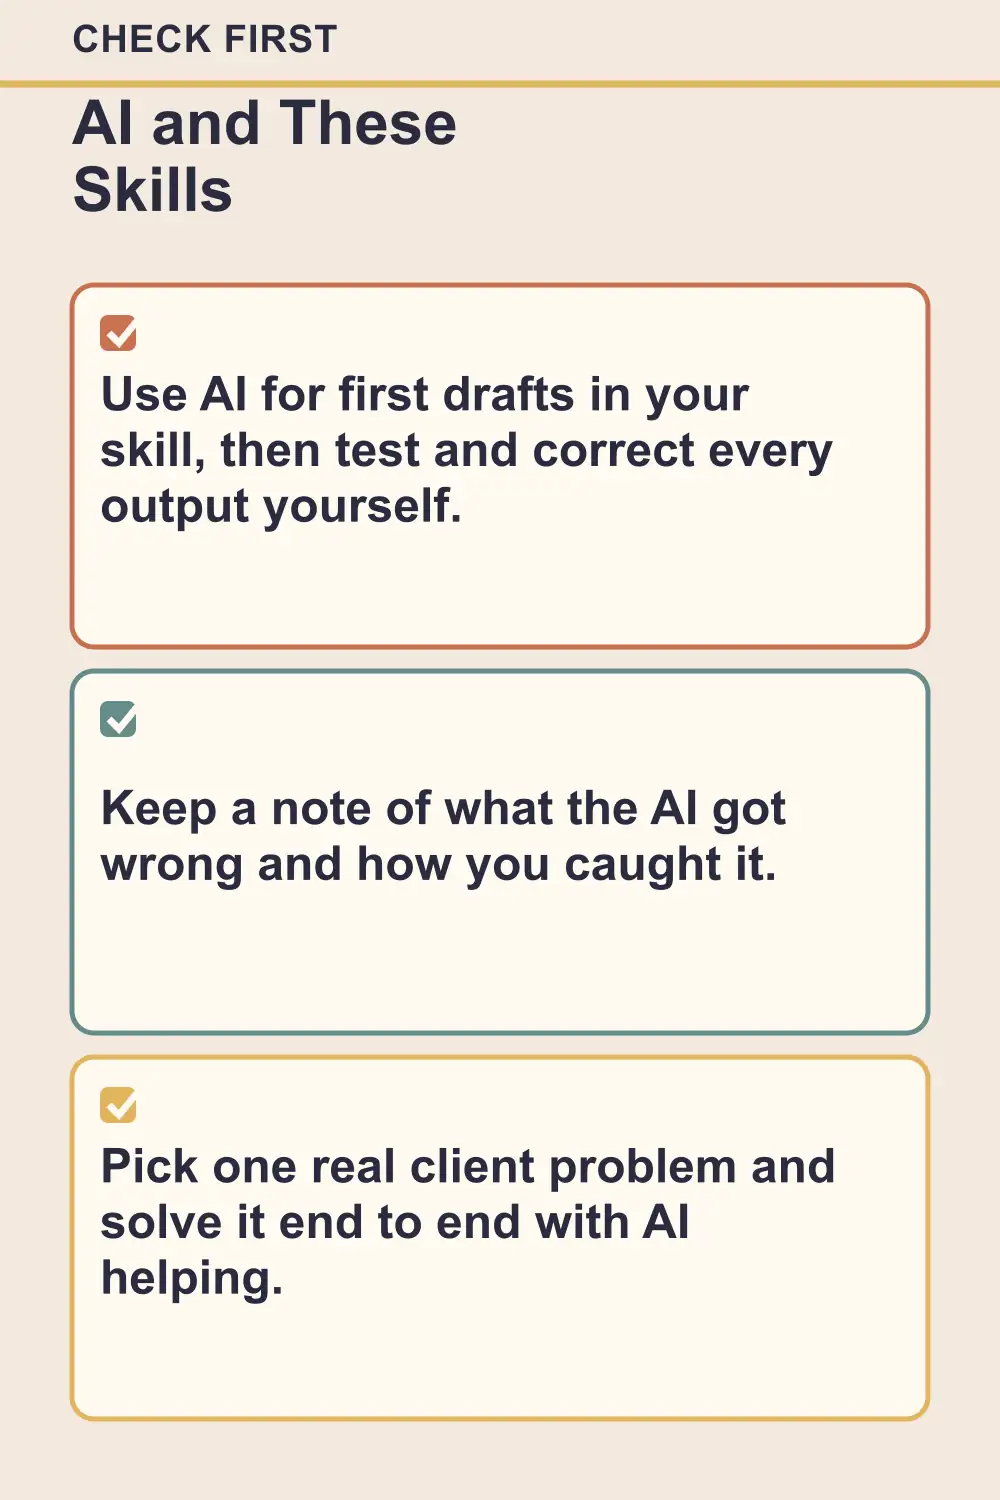 CHECK FIRST
AI and These
Skills
Use AI for first drafts in your
skill, then test and correct every
output yourself.
Keep a note of what the AI got
wrong and how you caught it.
Pick one real client problem and
solve it end to end with AI
helping.